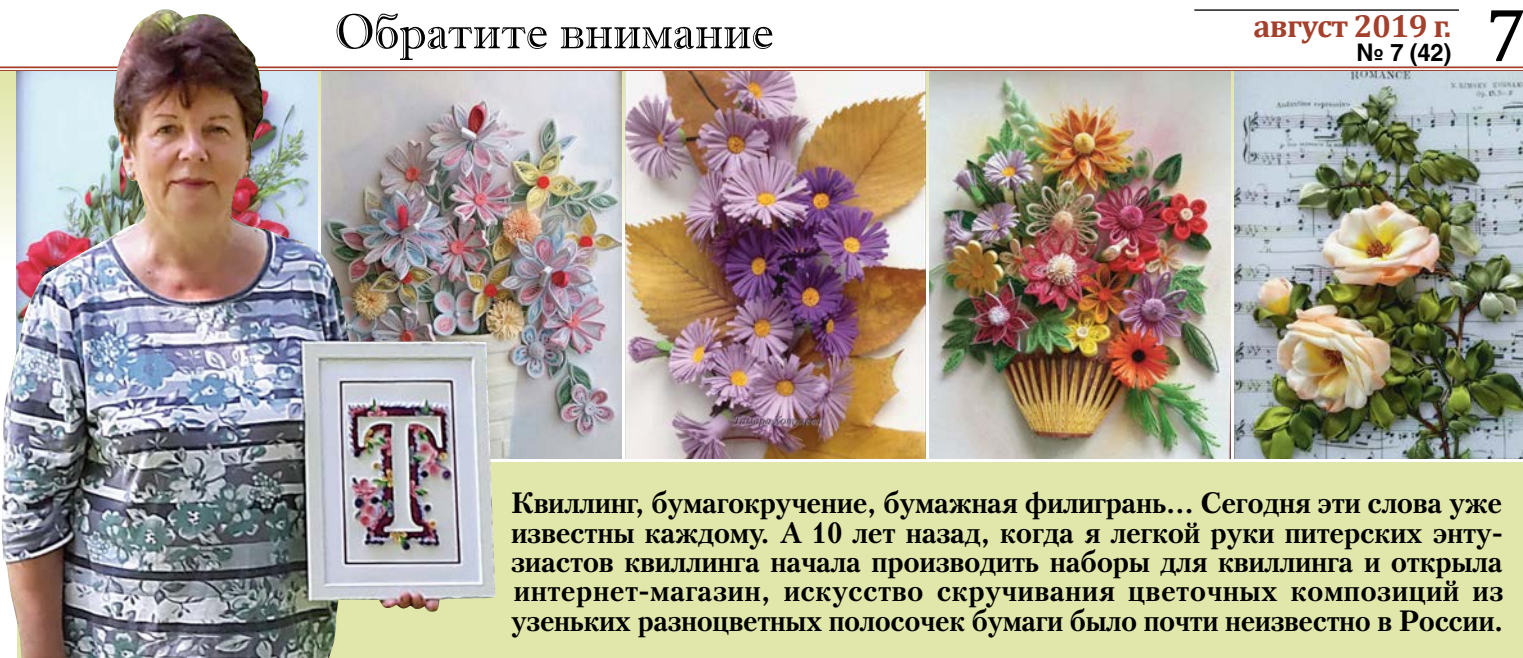 Обратите внимание
август 2019 г.
№ 7 (42)
7
ROMANCE
Т
Квиллинг, бумагокручение, бумажная филигрань… Сегодня эти слова уже
известны каждому. А 10 лет назад, когда я легкой руки питерских энту-
зиастов квиллинга начала производить наборы для квиллинга и открыла
интернет-магазин, искусство скручивания цветочных композиций из
узеньких разноцветных полосочек бумаги было почти неизвестно в России.